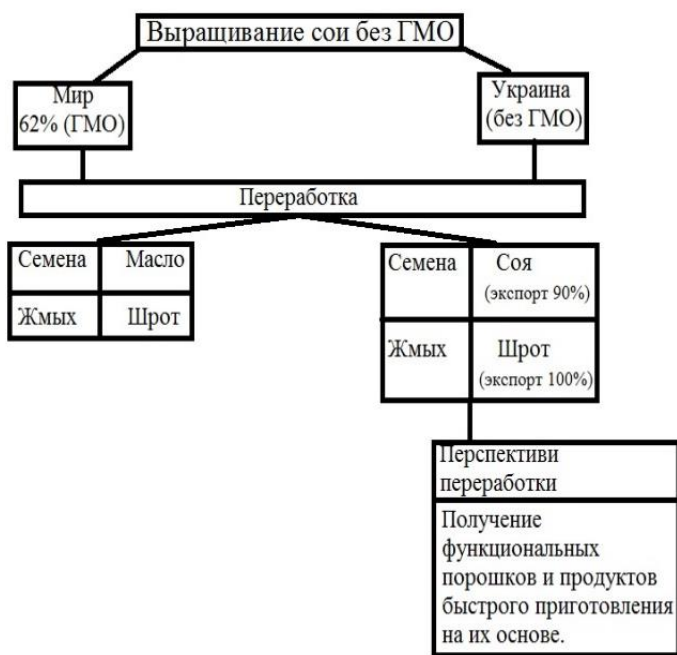 Выращивание сои без ГМО
Мир
62% (ГМО)
Украина
(без ГМО)
Переработка
Семена Масло
Жмых Шрот
Семена Соя
(экспорт 90%)
Жмых Шрот
(экспорт 100%)
Перспективи
переработки
Получение
функциональных
порошков и продуктов
быстрого приготовления
на их основе.